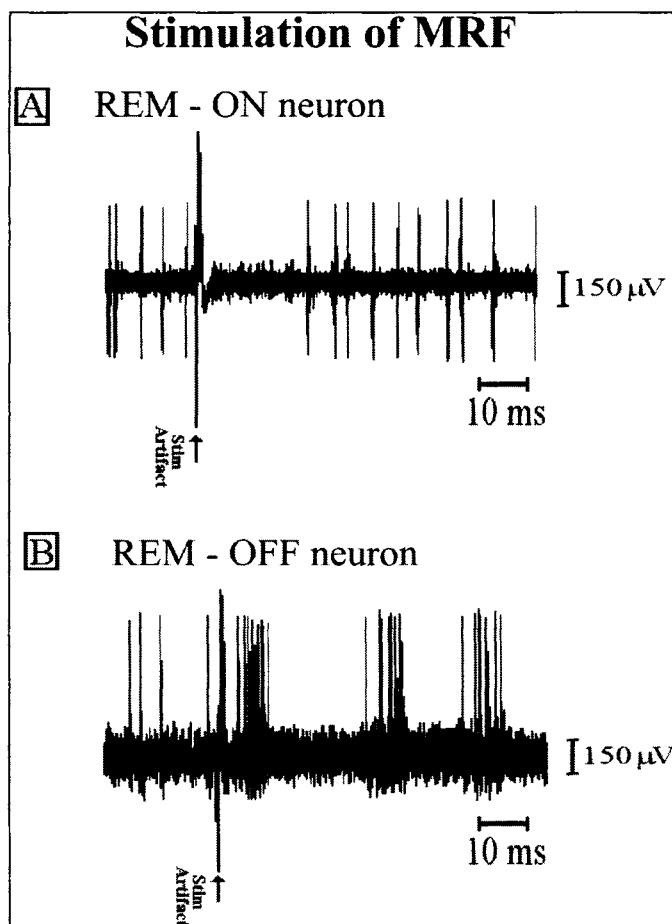 Stimulation of MRF
A REM - ON neuron
150 µV
10 ms
Stim
Artifact
B REM - OFF neuron
150 µV
10 ms
Stim
Artifact